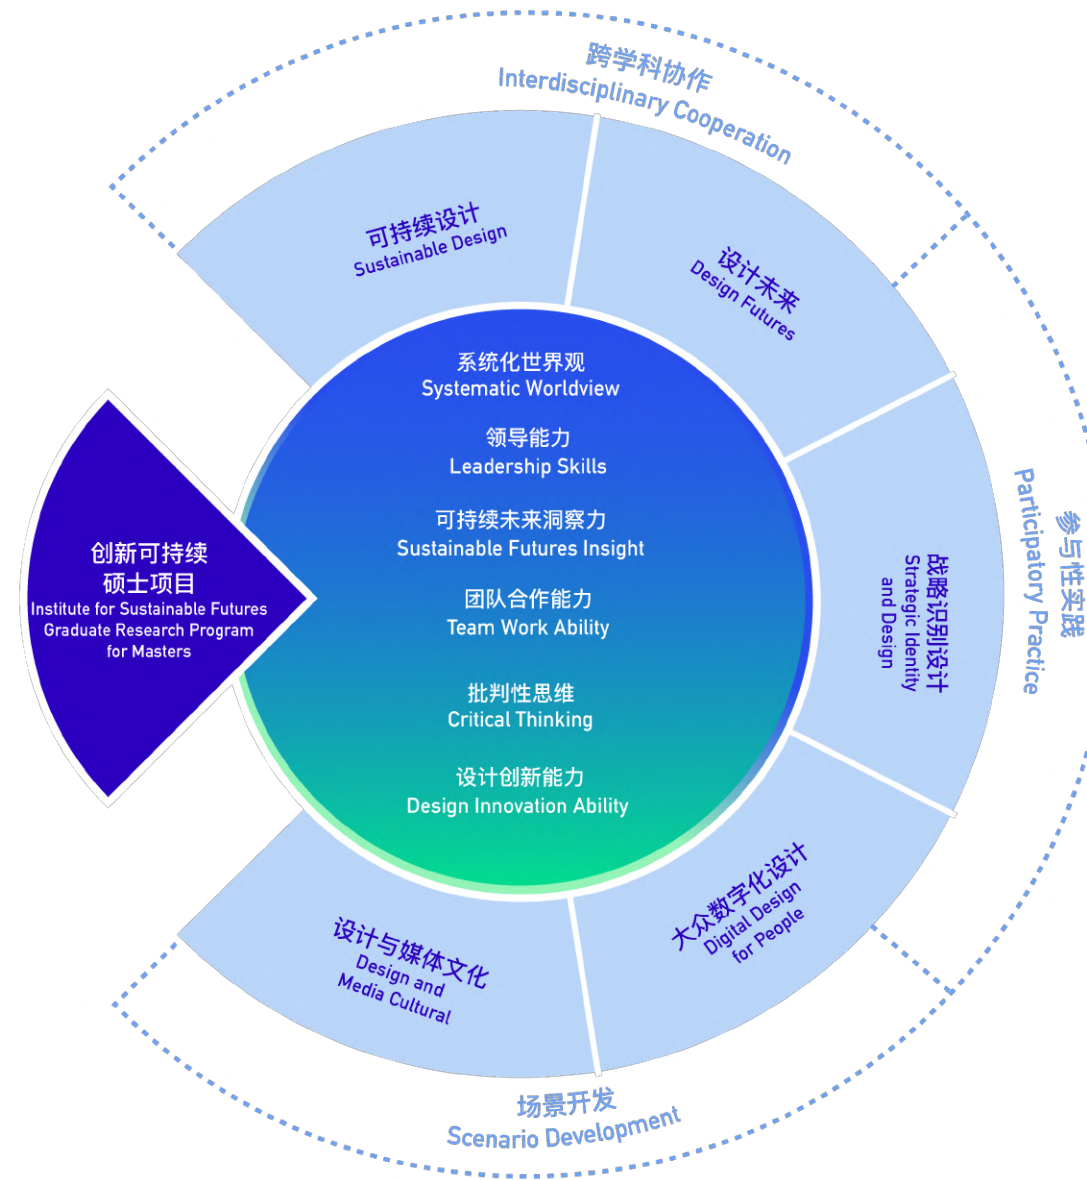 跨学科协作
Interdisciplinary Cooperation
可持续设计
Sustainable Design
设计未来
Design Futures
系统化世界观
Systematic Worldview
领导能力
Leadership Skills
可持续未来洞察力
Sustainable Futures Insight
团队合作能力
Team Work Ability
批判性思维
Critical Thinking
设计创新能力
Design Innovation Ability
创新可持续
硕士项目
Institute for Sustainable Futures
Graduate Research Program
for Masters
战略识别设计
Strategic Identity
and Design
参与性实践
Participatory Practice
大众数字化设计
Digital Design
for People
设计与媒体文化
Design and
Media Cultural
场景开发
Scenario Development